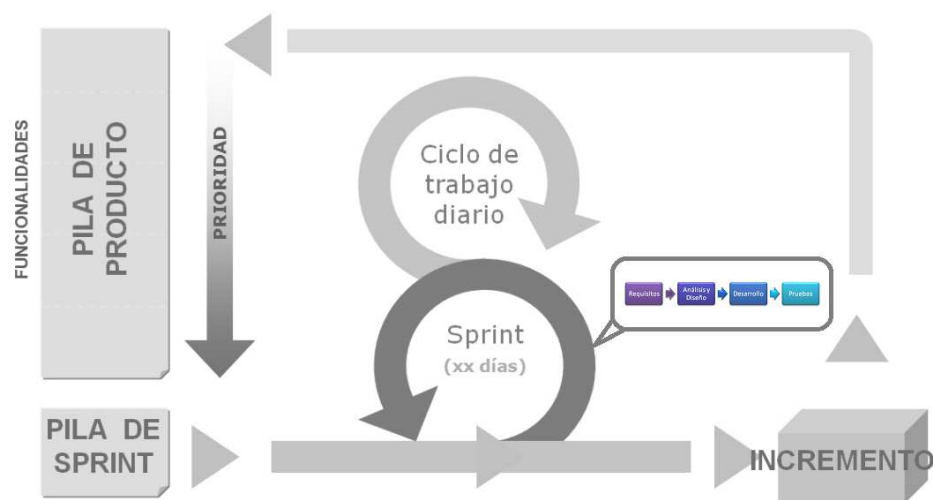 FUNCIONALIDADES
PILA DE
PRODUCTO
PRIORIDAD
Ciclo de
trabajo
diario
Requisitos
Análisis y
Diseño
Desarrollo
Pruebas
Sprint
(xx días)
PILA DE
SPRINT
INCREMENTO